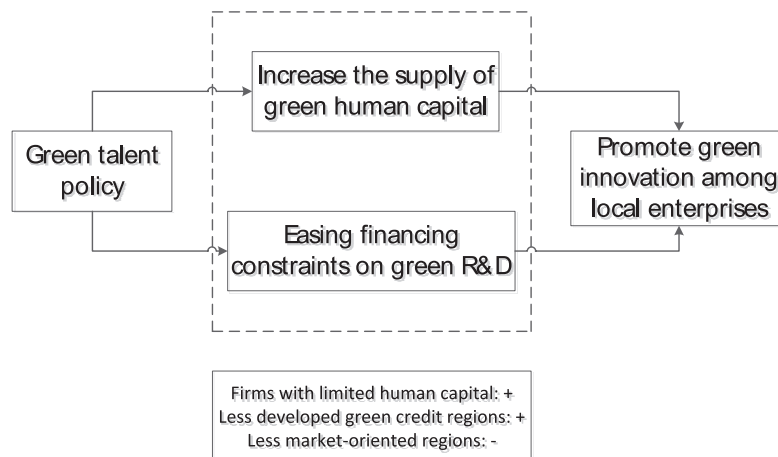 Green talent
policy
Increase the supply of
green human capital
Easing financing
constraints on green R&D
Promote green
innovation among
local enterprises
Firms with limited human capital: +
Less developed green credit regions: +
Less market-oriented regions: -